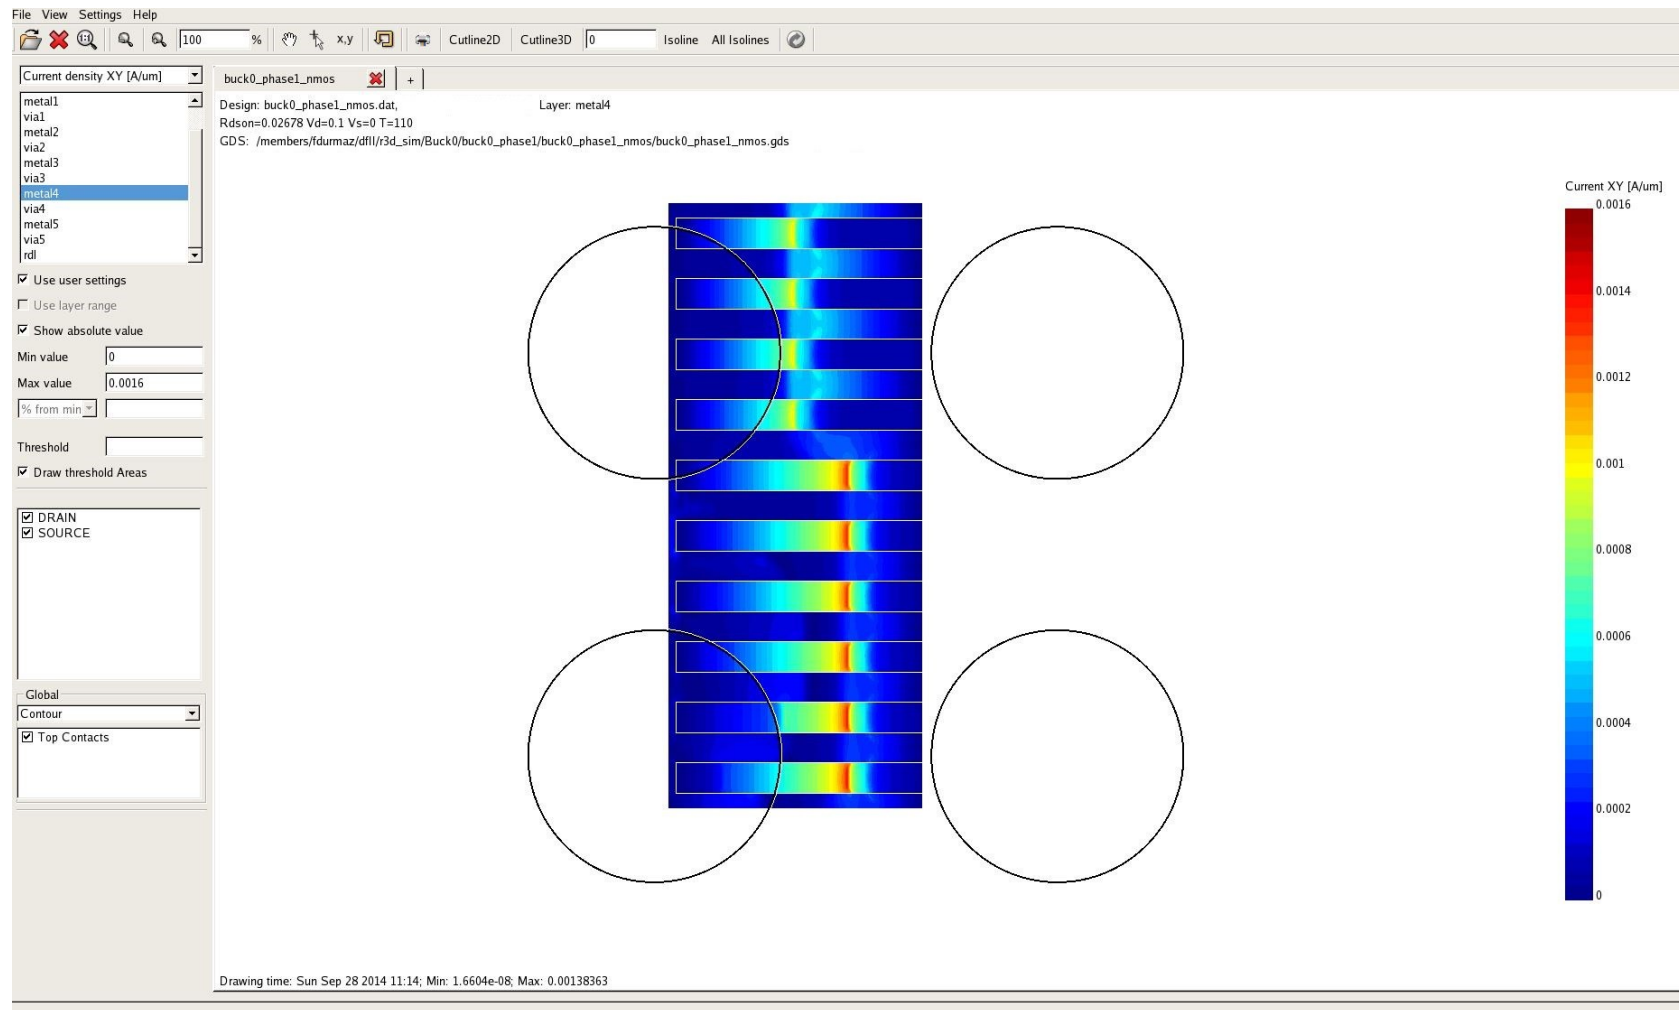 File View Settings Help
1:1 100 % x,y Cutline2D Cutline3D 0 Isoline All Isolines
Current density XY [A/um]
metal1
via1
metal2
via2
metal3
via3
metal4
via4
metal5
via5
rdl
Use user settings
Use layer range
Show absolute value
Min value 0
Max value 0.0016
% from min
Threshold
Draw threshold Areas
DRAIN
SOURCE
Global
Contour
Top Contacts
buck0_phase1_nmos +
Design: buck0_phase1_nmos.dat, Layer: metal4
Rdson=0.02678 Vd=0.1 Vs=0 T=110
GDS: /members/fdurmaz/dfII/r3d_sim/Buck0/buck0_phase1/buck0_phase1_nmos/buck0_phase1_nmos.gds
Current XY [A/um]
0.0016
0.0014
0.0012
0.001
0.0008
0.0006
0.0004
0.0002
0
Drawing time: Sun Sep 28 2014 11:14; Min: 1.6604e-08; Max: 0.00138363